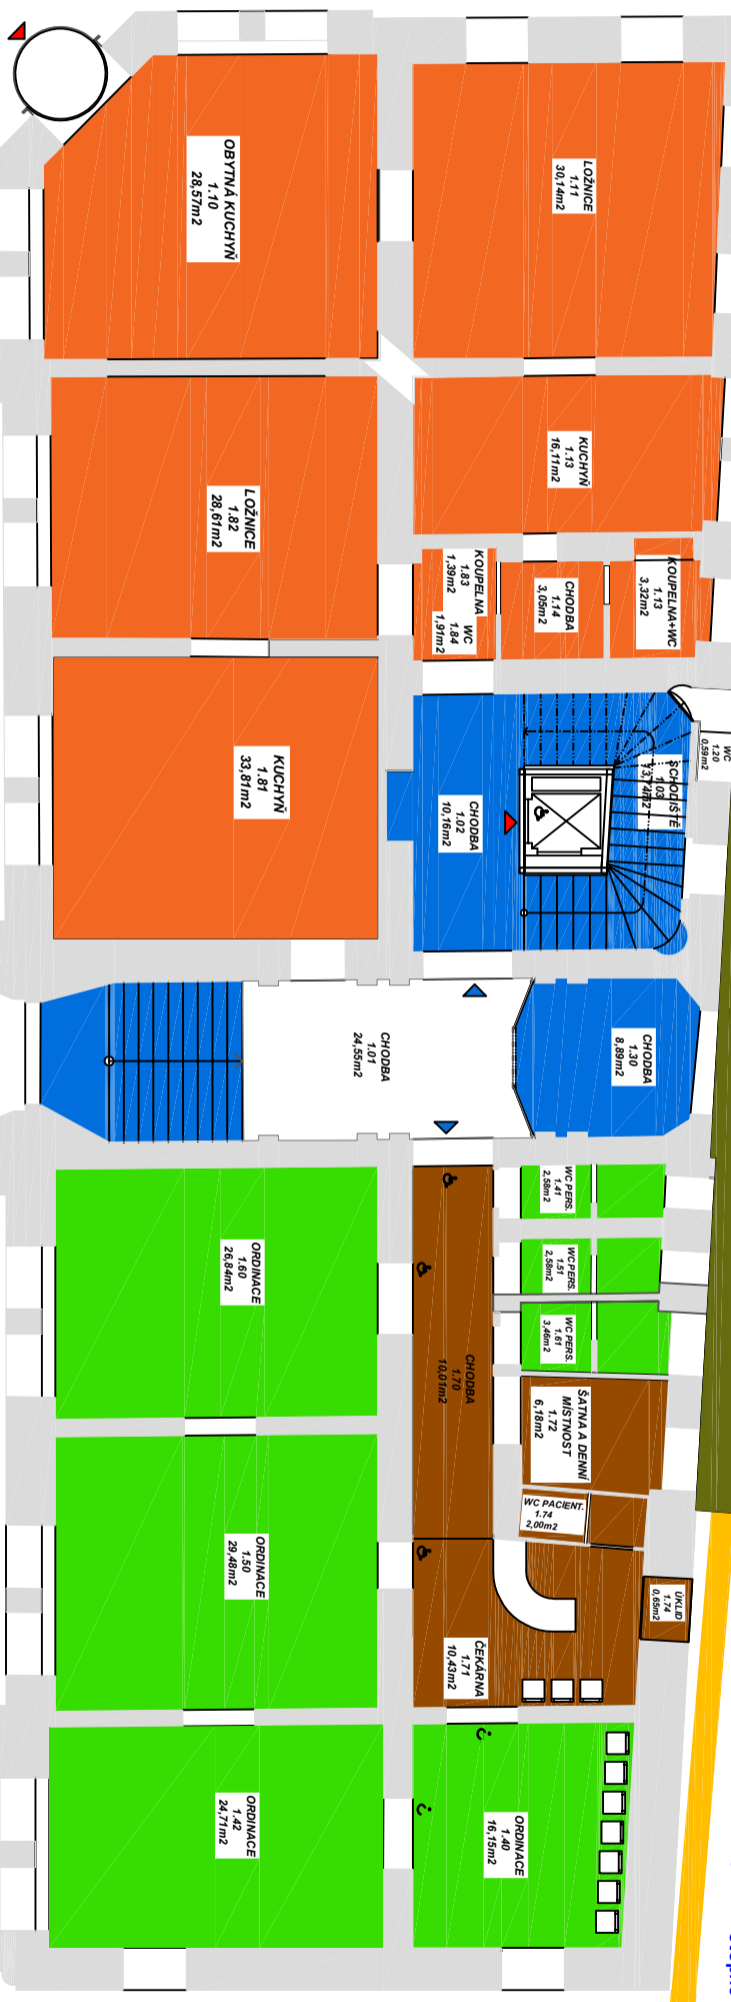 OBYTNÁ KUCHYŇ
1.10
28,57m2
LOŽNICE
1.11
30,14m2
KUCHYŇ
1.13
16,11m2
LOŽNICE
1.82
28,61m2
KOUPELNA
1.83
1,39m2
WC
1.84
1,91m2
CHODBA
1.14
3,05m2
KOUPELNA+WC
1.13
3,32m2
KUCHYŇ
1.81
33,81m2
CHODBA
1.02
10,16m2
SCHODIŠTĚ
1.03
13,74m2
WC
1.20
0,59m2
CHODBA
1.01
24,55m2
CHODBA
1.30
8,89m2
ORDINACE
1.60
26,84m2
WC PERS.
1.41
2,58m2
WC PERS.
1.51
2,58m2
WC PERS.
1.61
3,46m2
CHODBA
1.70
10,01m2
ŠATNA A DENNÍ
MÍSTNOST
1.72
6,18m2
WC PACIENT.
1.74
2,00m2
ORDINACE
1.50
29,48m2
ÚKLID
1.74
0,65m2
ČEKÁRNA
1.71
10,43m2
ORDINACE
1.42
24,71m2
ORDINACE
1.40
16,15m2